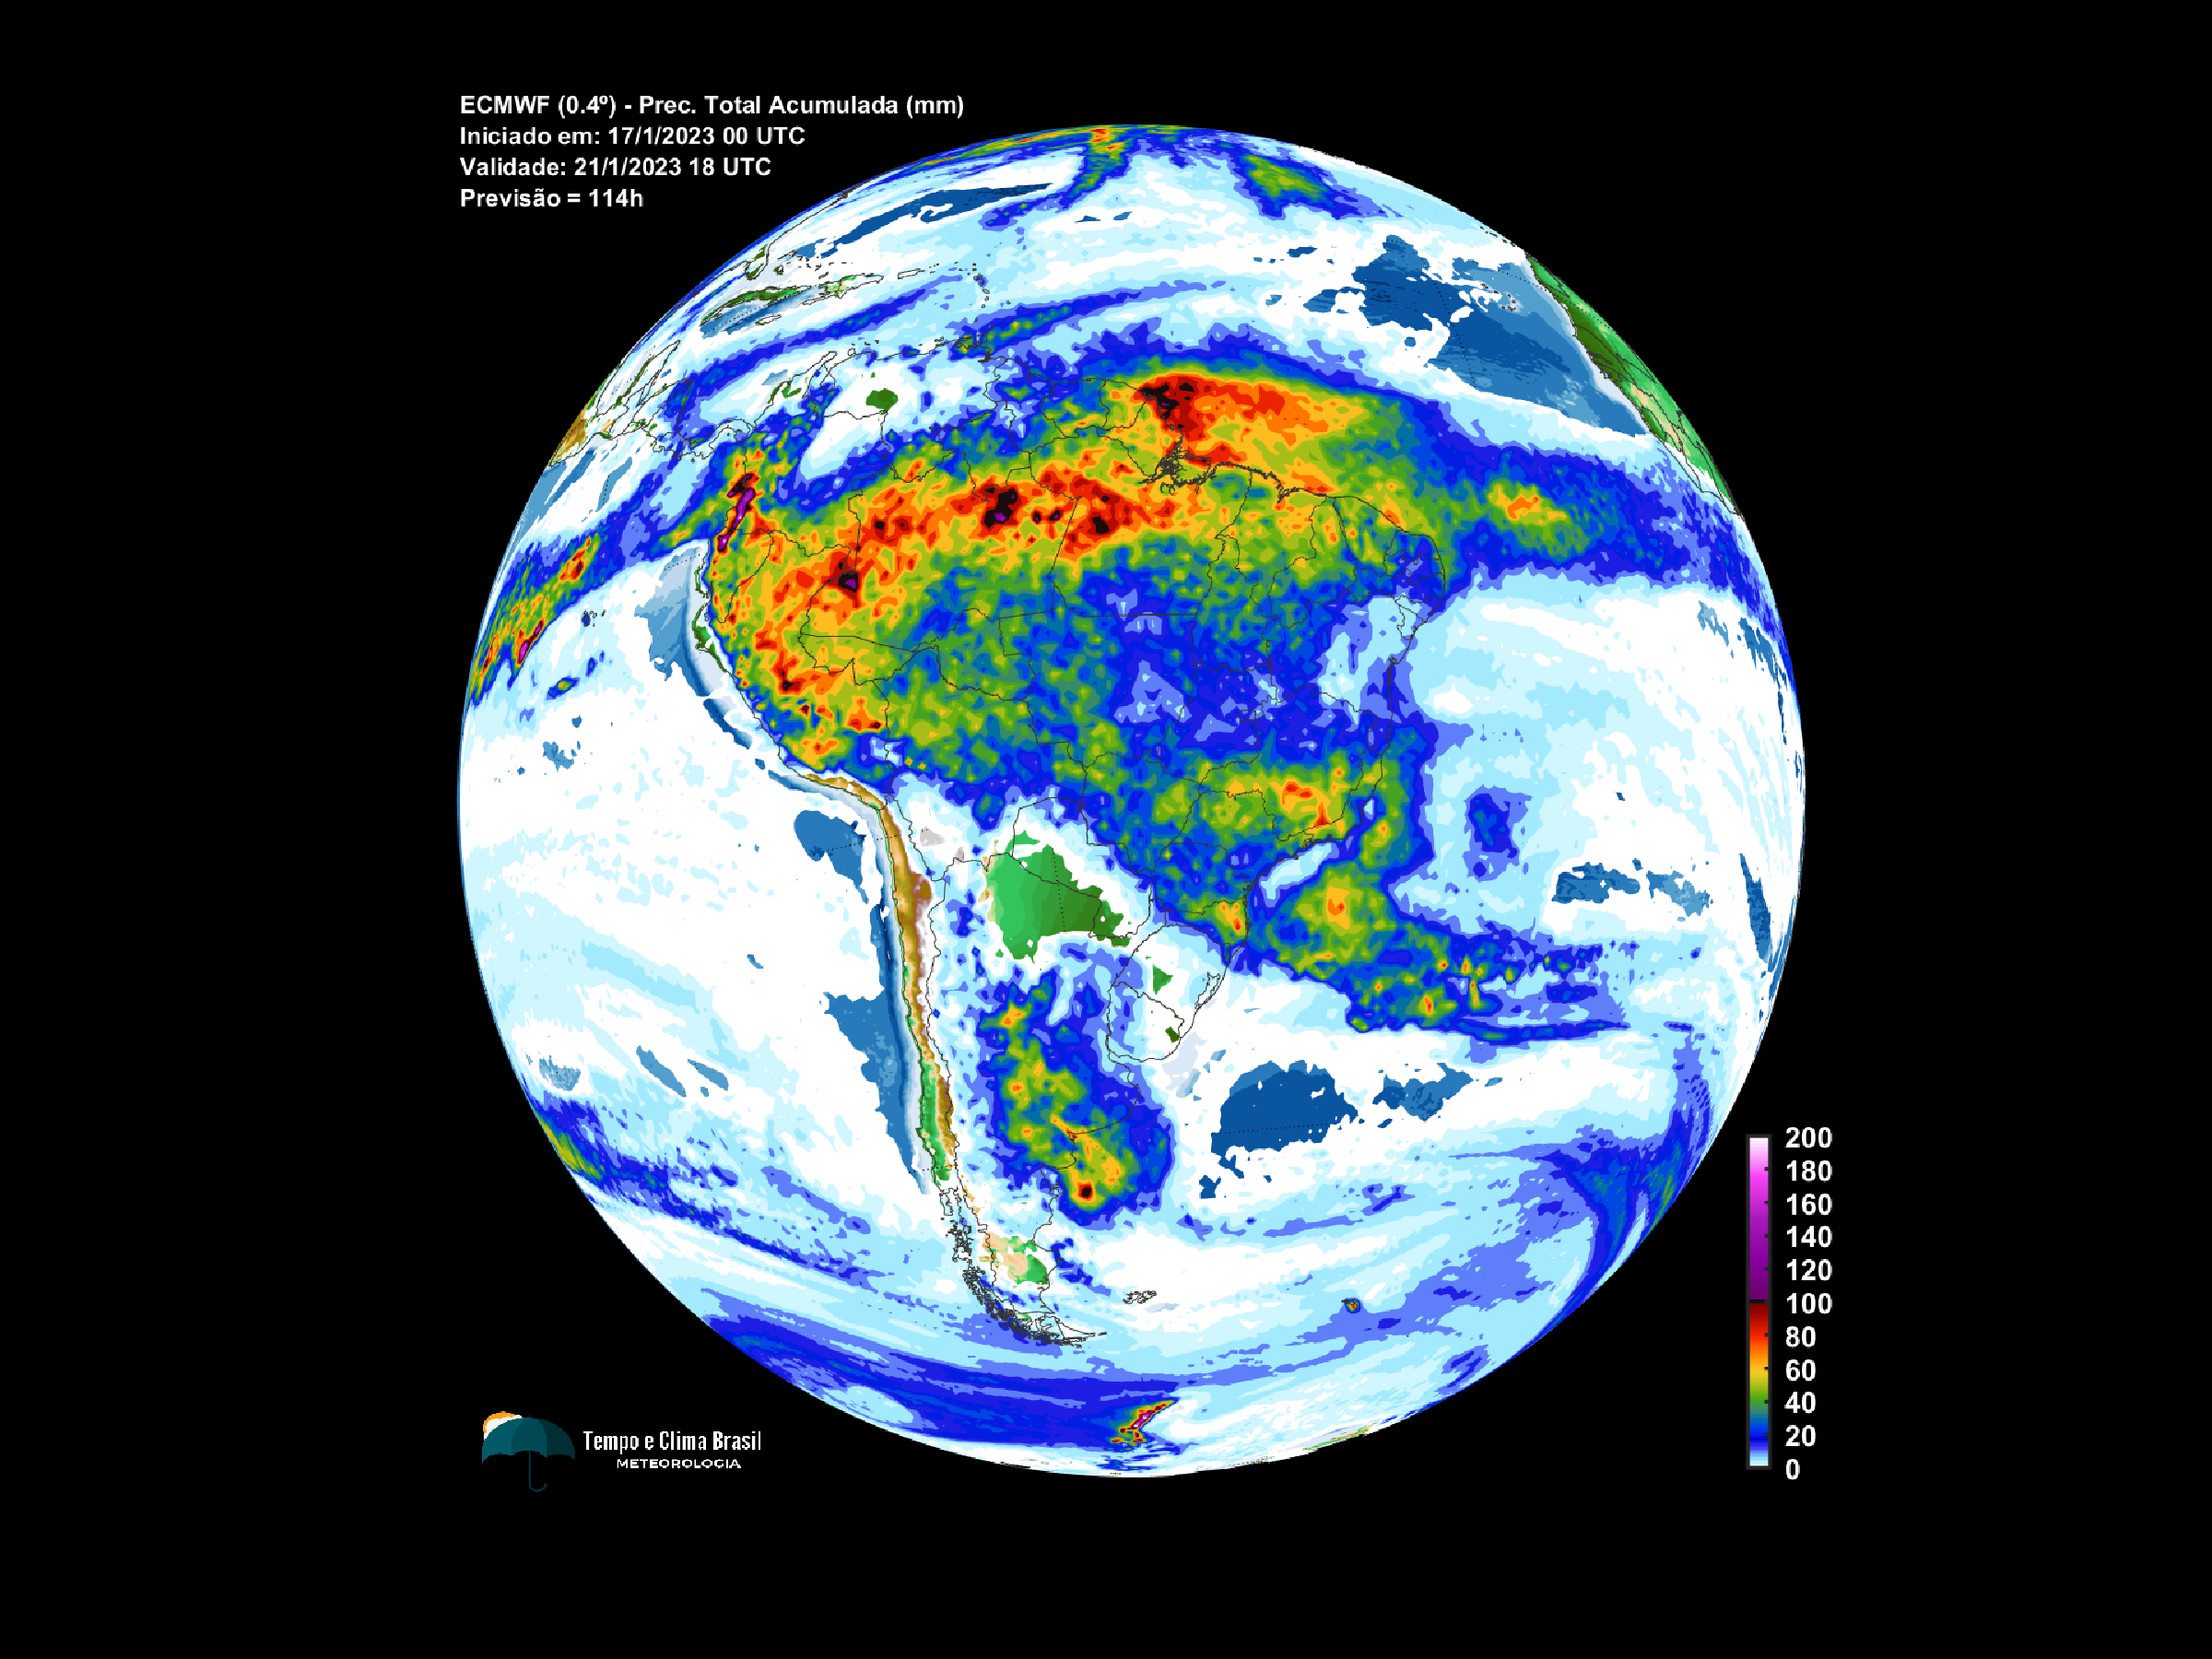 ECMWF (0.4º) - Prec. Total Acumulada (mm)
Iniciado em: 17/1/2023 00 UTC
Validade: 21/1/2023 18 UTC
Previsão = 114h
200
180
160
140
120
100
80
60
40
20
0
Tempo e Clima Brasil
METEOROLOGIA